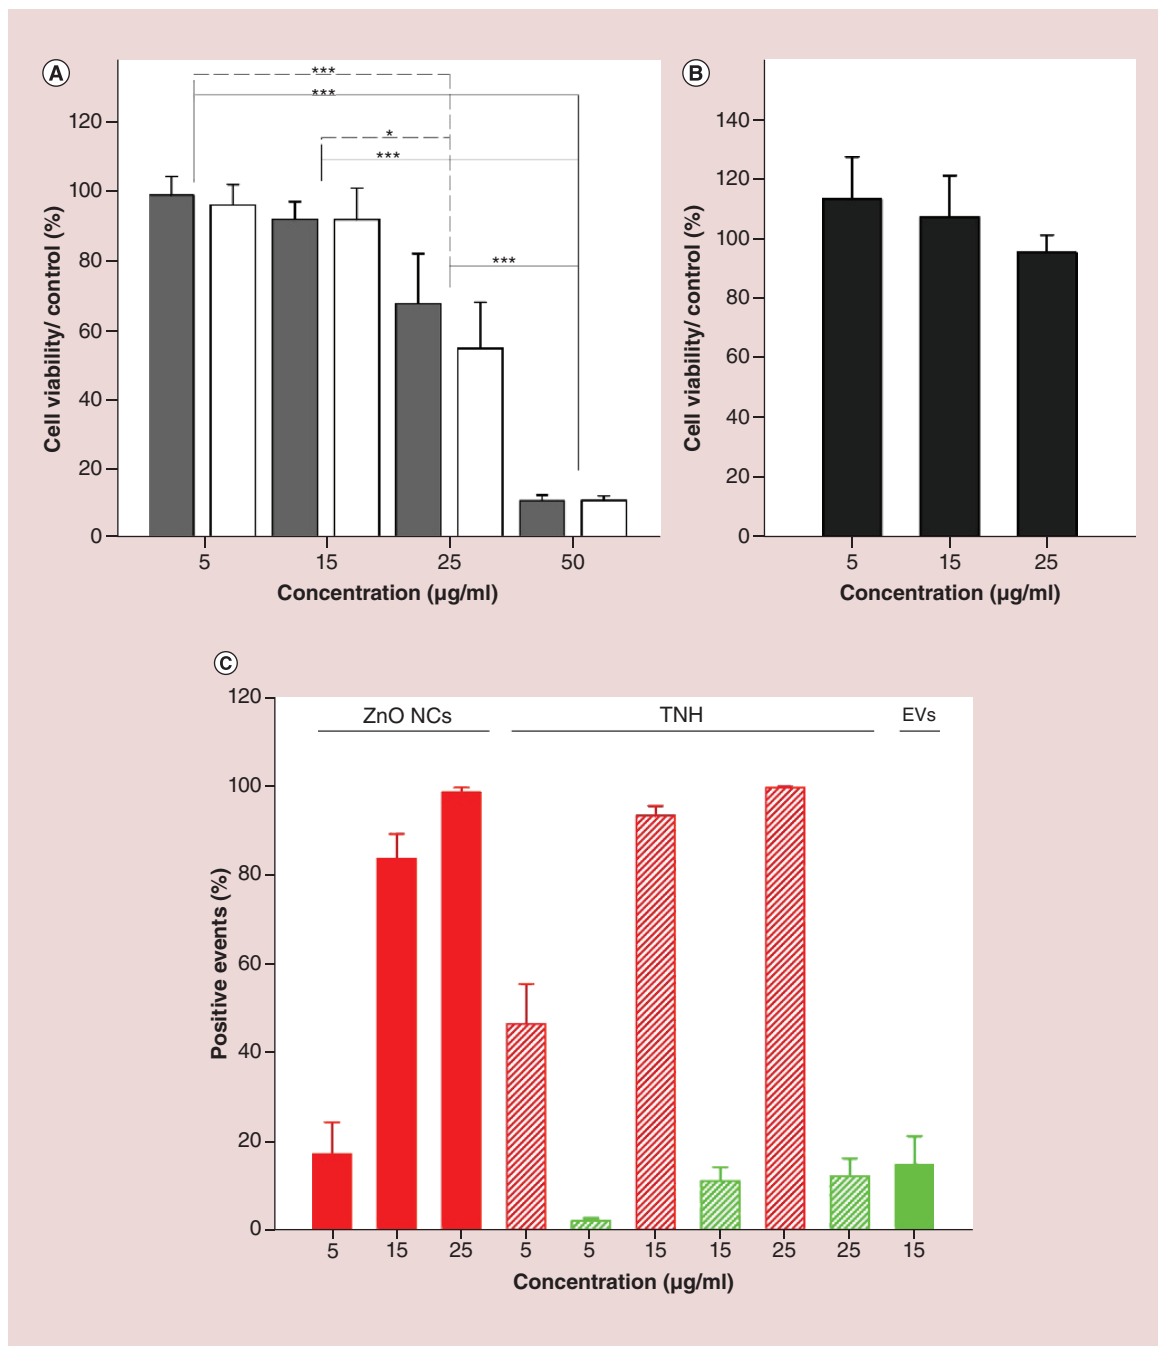 A
***
***
*
***
***
120
100
80
60
40
20
0
Cell viability/ control (%)
5 15 25 50
Concentration (µg/ml)
B
140
120
100
80
60
40
20
0
Cell viability/ control (%)
5 15 25
Concentration (µg/ml)
C
ZnO NCs TNH EVs
120
100
80
60
40
20
0
Positive events (%)
5 15 25 5 5 15 15 25 25 15
Concentration (µg/ml)